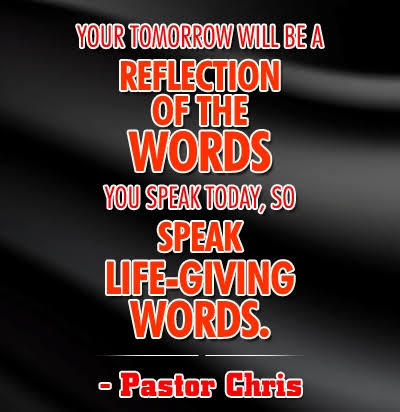 YOUR TOMORROW WILL BE A
REFLECTION
OF THE
WORDS
YOU SPEAK TODAY, SO
SPEAK
LIFE-GIVING
WORDS.
- Pastor Chris